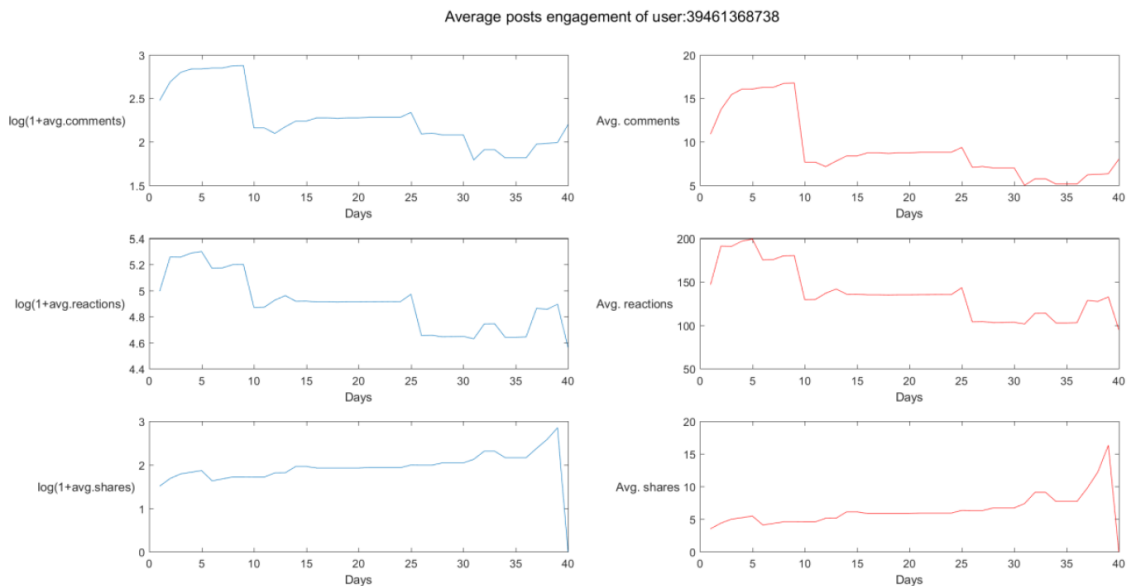 Average posts engagement of user:39461368738
3
2.5
2
1.5
log(1+avg.comments)
0 5 10 15 20 25 30 35 40
Days
20
15
10
5
Avg. comments
0 5 10 15 20 25 30 35 40
Days
5.4
5.2
5
4.8
4.6
4.4
log(1+avg.reactions)
0 5 10 15 20 25 30 35 40
Days
200
150
100
50
Avg. reactions
0 5 10 15 20 25 30 35 40
Days
3
2
1
0
log(1+avg.shares)
0 5 10 15 20 25 30 35 40
Days
20
15
Avg. shares 10
5
0
0 5 10 15 20 25 30 35 40
Days